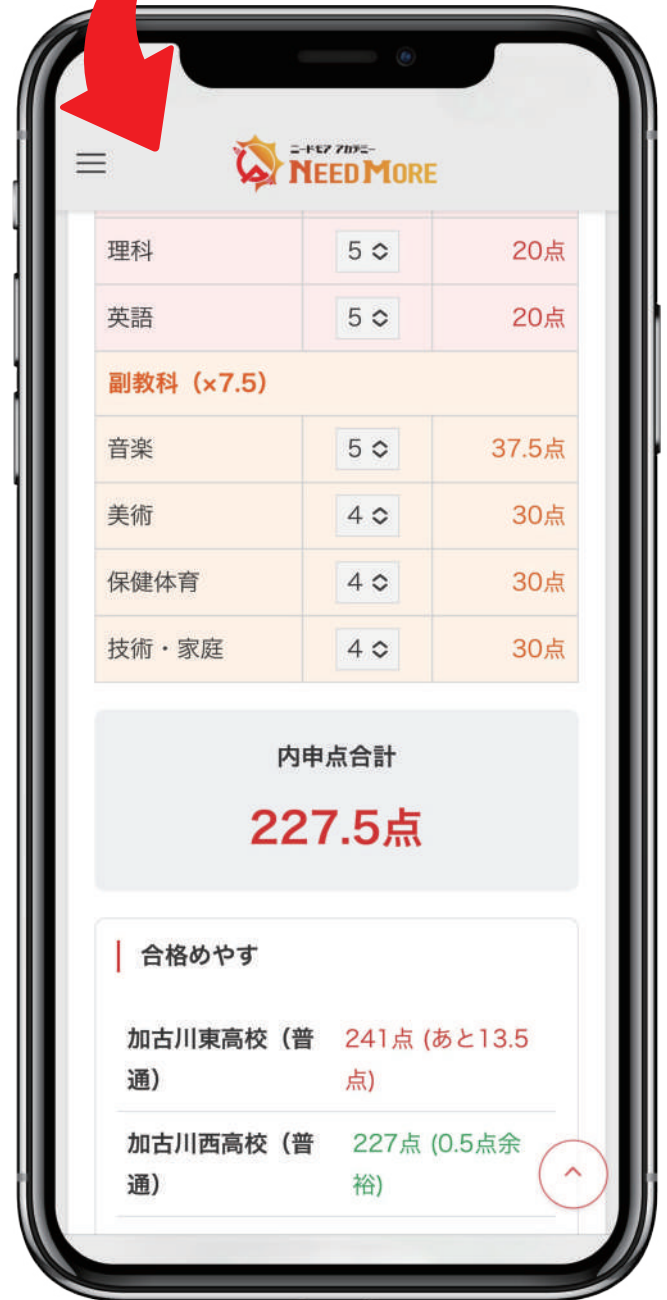 ニードモア アカデミー
NEED MORE
理科 5 20点
英語 5 20点
副教科（×7.5）
音楽 5 37.5点
美術 4 30点
保健体育 4 30点
技術・家庭 4 30点
内申点合計
227.5点
合格めやす
加古川東高校（普通） 241点 (あと13.5点)
加古川西高校（普通） 227点 (0.5点余裕)